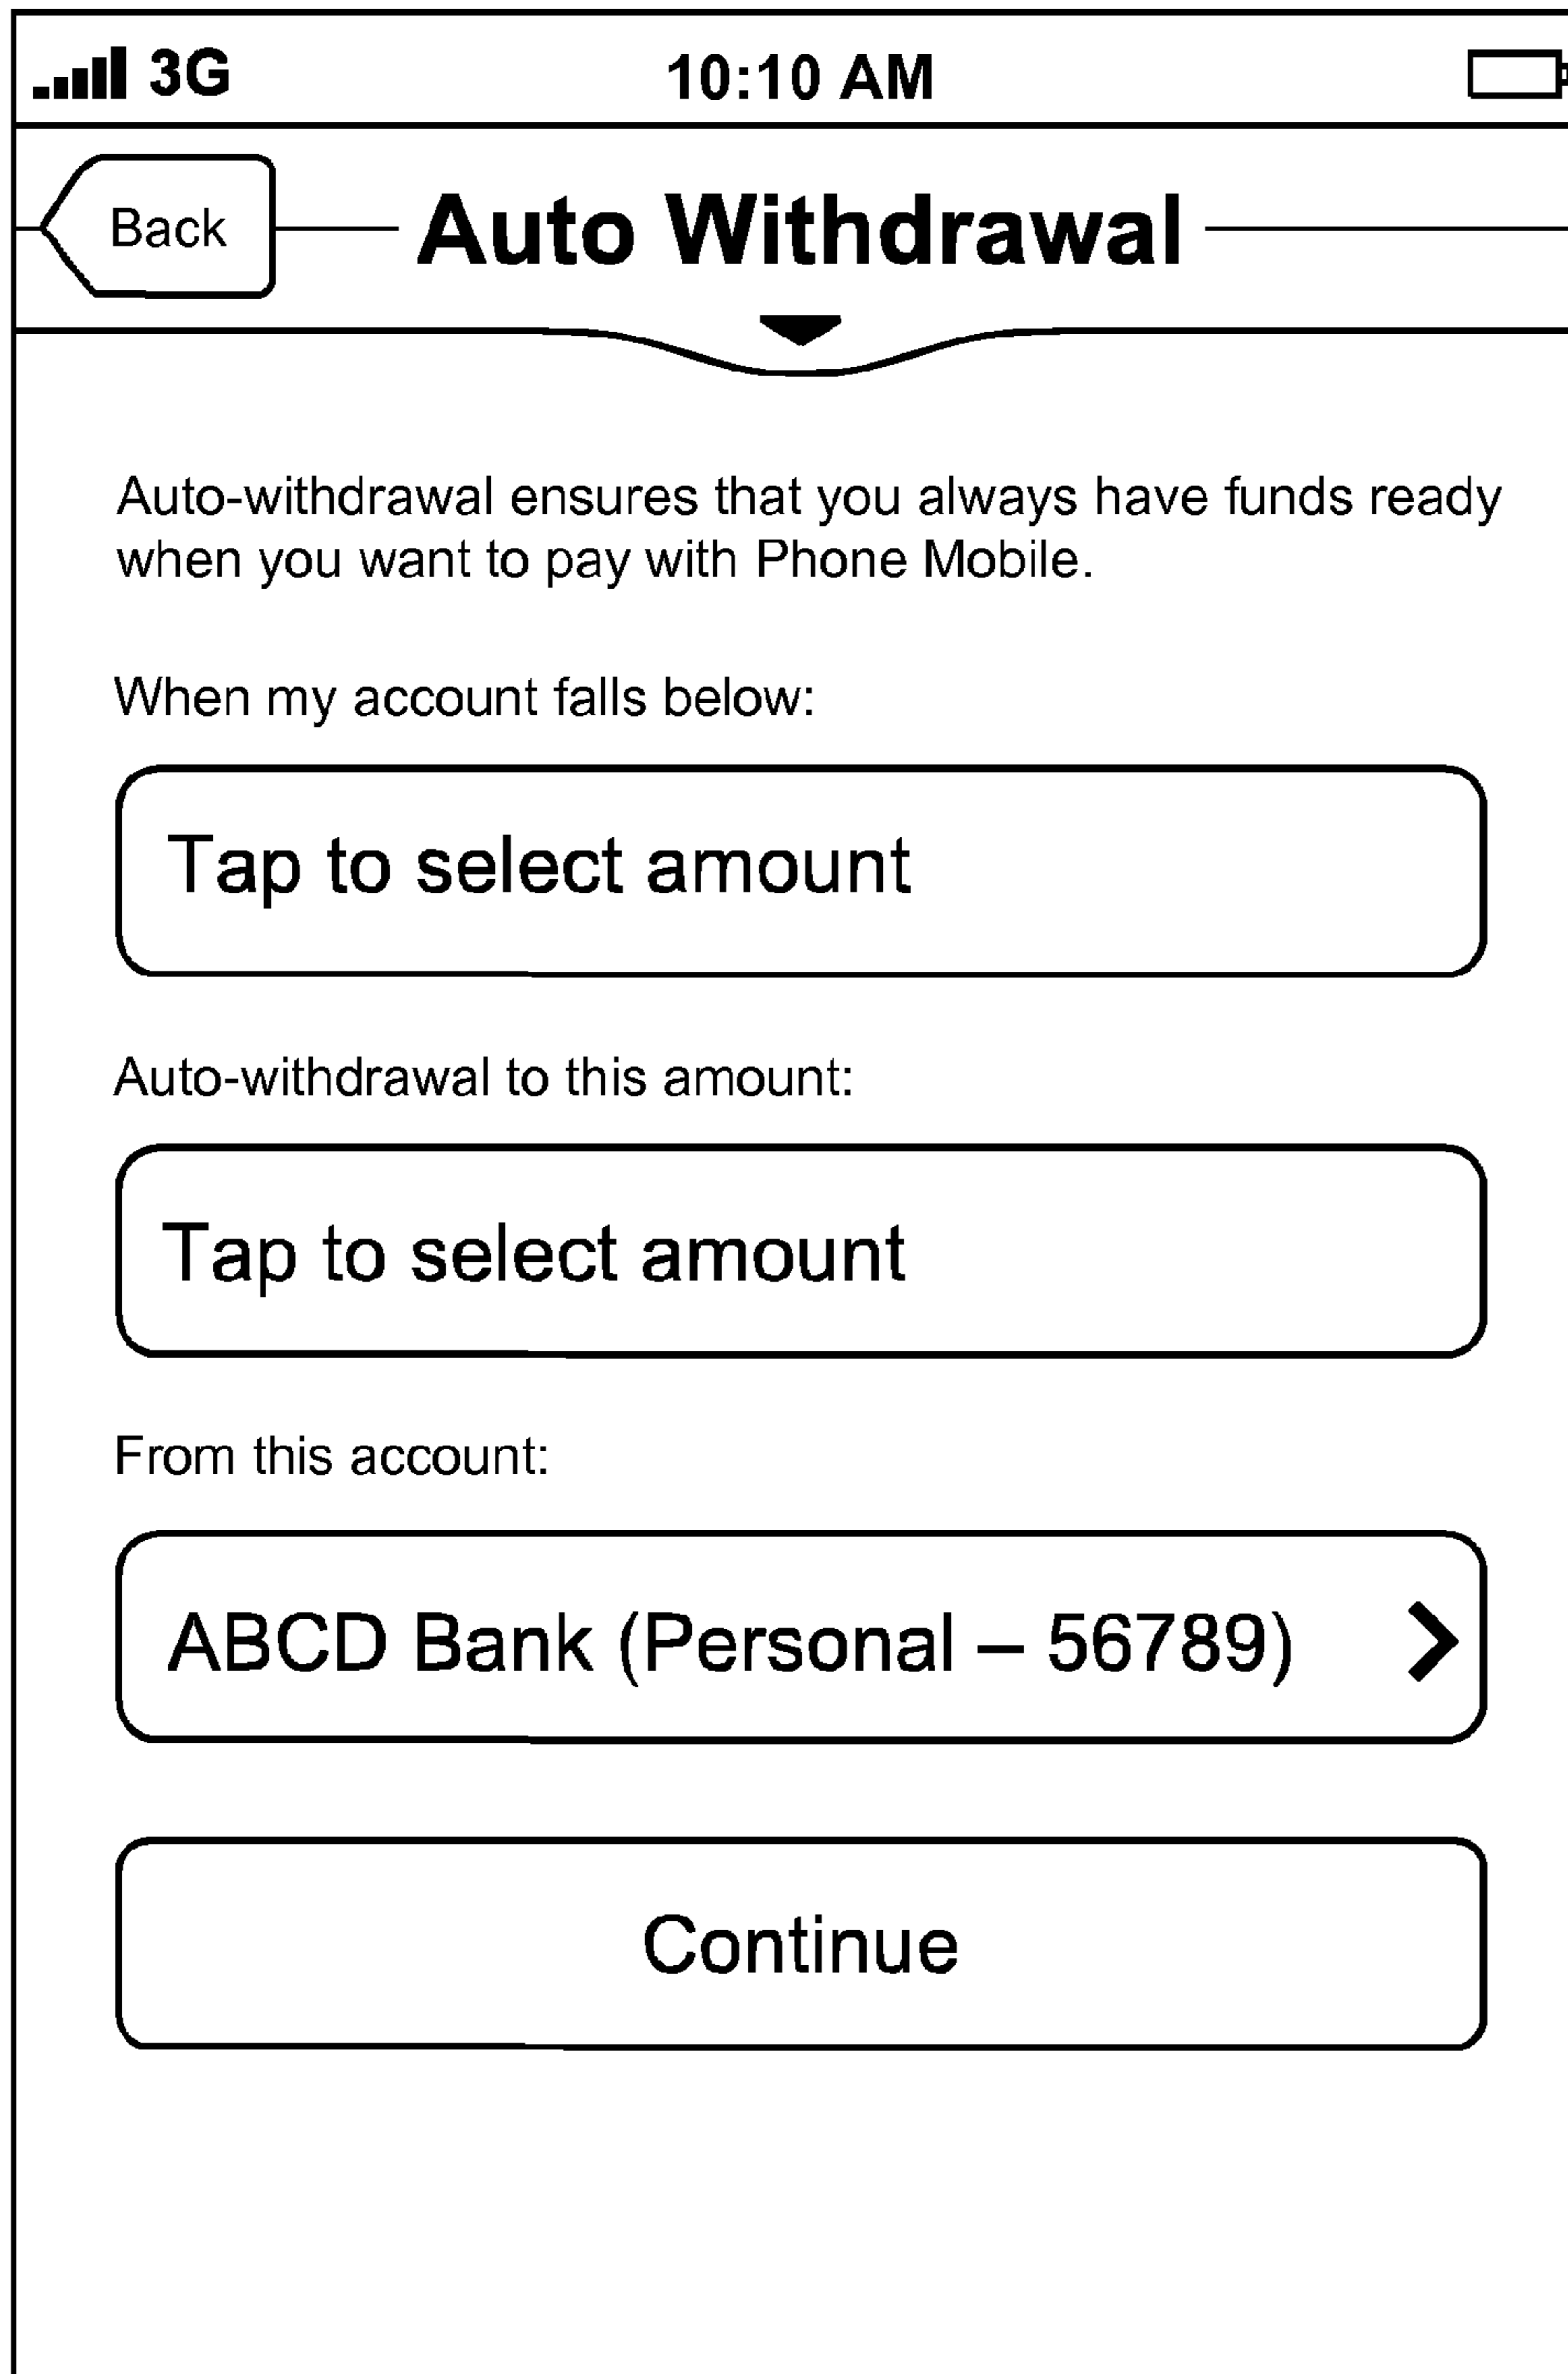 3G
10:10 AM
Back
Auto Withdrawal
Auto-withdrawal ensures that you always have funds ready
when you want to pay with Phone Mobile.
When my account falls below:
Tap to select amount
Auto-withdrawal to this amount:
Tap to select amount
From this account:
ABCD Bank (Personal – 56789)
Continue